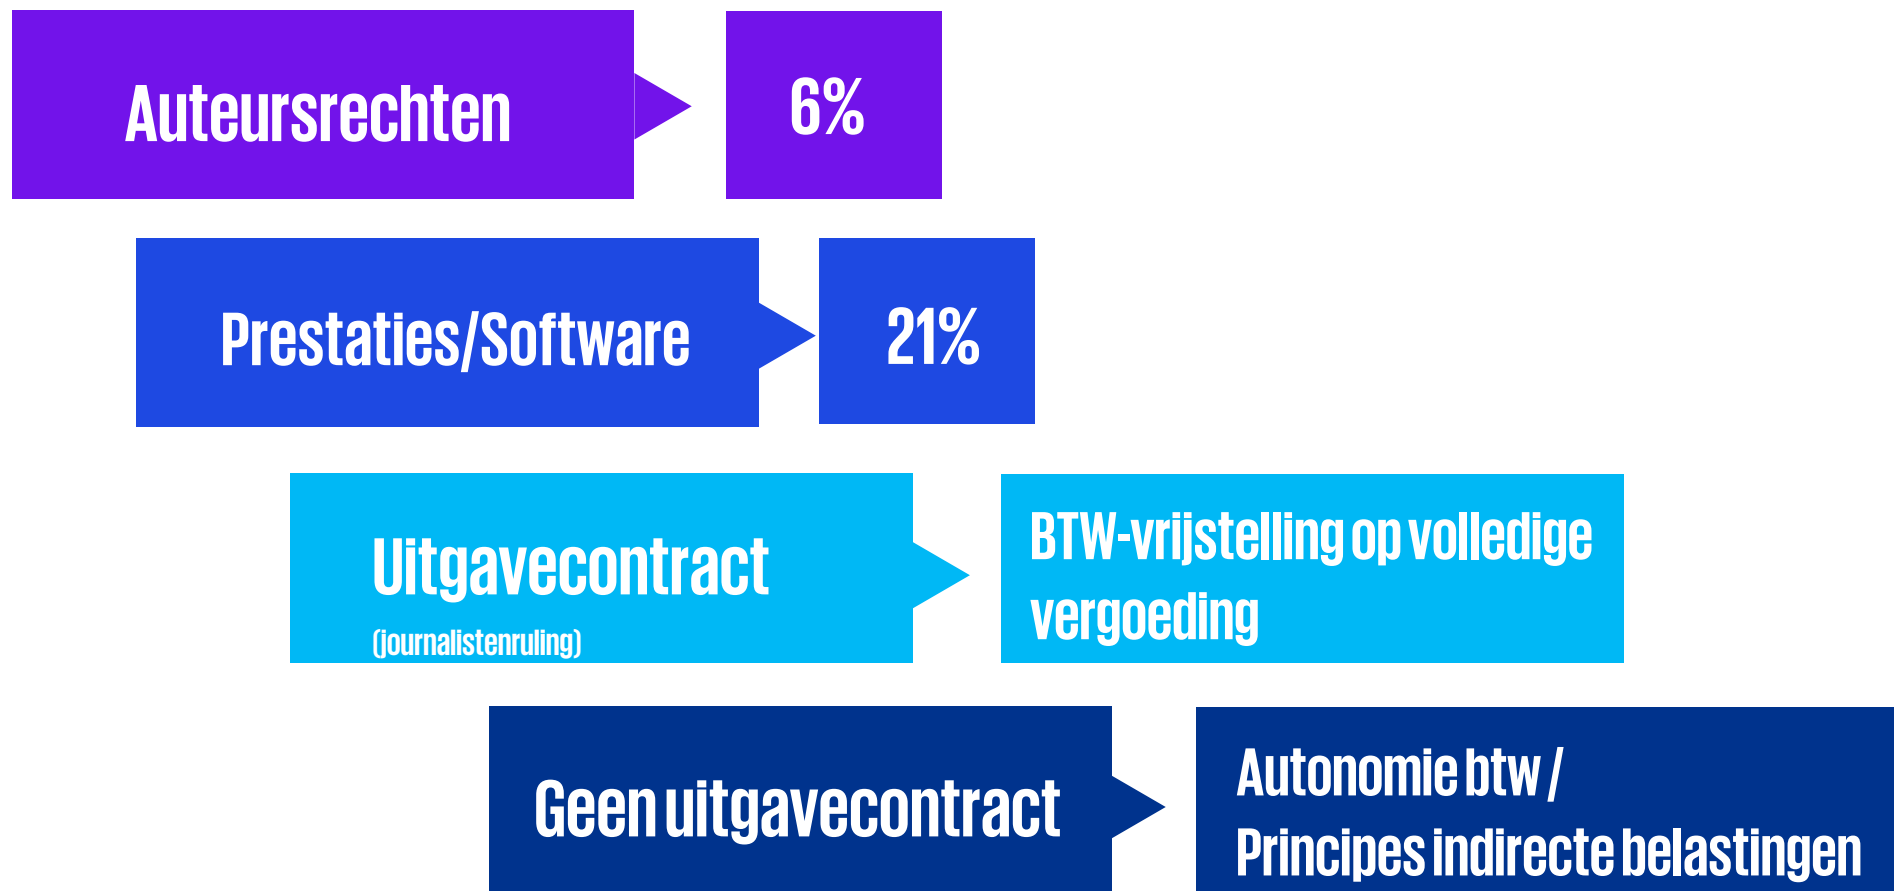 Auteursrechten
6%
Prestaties/Software
21%
Uitgavecontract
(journalistenruling)
BTW-vrijstelling op volledige
vergoeding
Geen uitgavecontract
Autonomie btw /
Principes indirecte belastingen